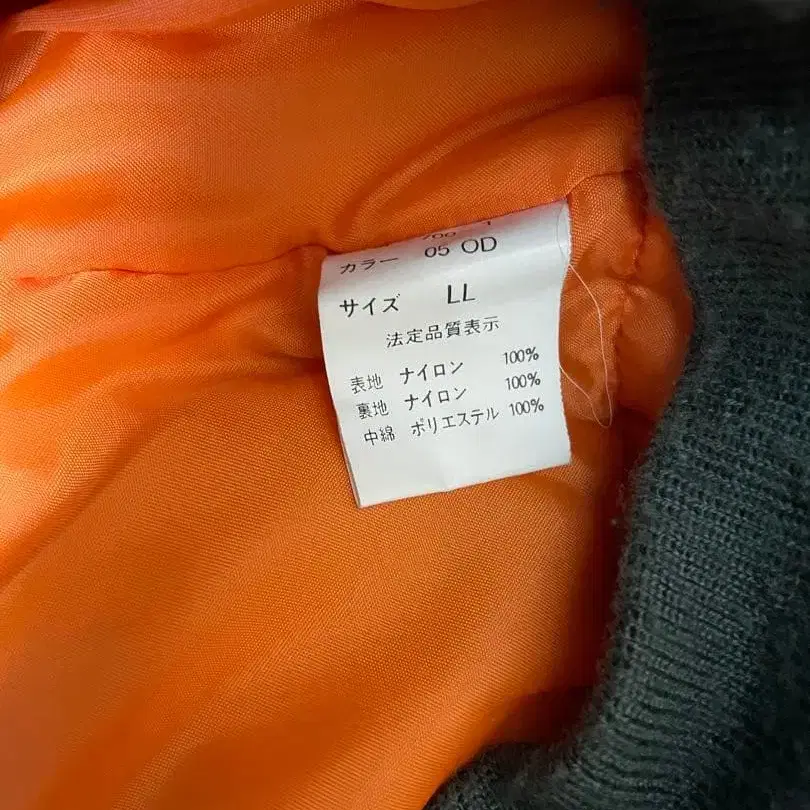 カラー 05 OD
サイズ LL
法定品質表示
表地 ナイロン 100%
裏地 ナイロン 100%
中綿 ポリエステル 100%